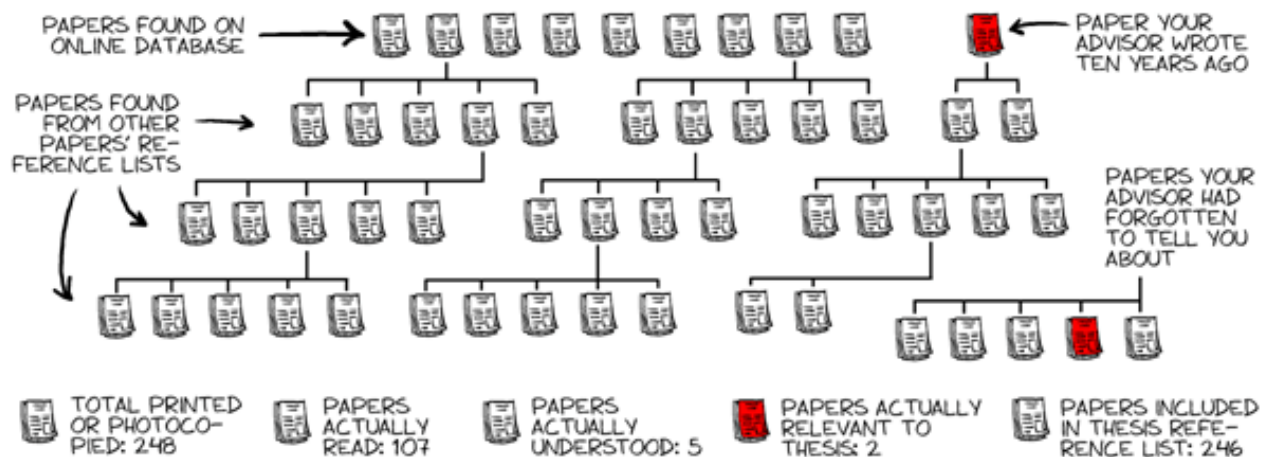 PAPERS FOUND ON
ONLINE DATABASE
PAPER YOUR
ADVISOR WROTE
TEN YEARS AGO
PAPERS FOUND
FROM OTHER
PAPERS' RE-
FERENCE LISTS
PAPERS YOUR
ADVISOR HAD
FORGOTTEN
TO TELL YOU
ABOUT
TOTAL PRINTED
OR PHOTOCO-
PIED: 248
PAPERS
ACTUALLY
READ: 107
PAPERS
ACTUALLY
UNDERSTOOD: 5
PAPERS ACTUALLY
RELEVANT TO
THESIS: 2
PAPERS INCLUDED
IN THESIS REFE-
RENCE LIST: 246